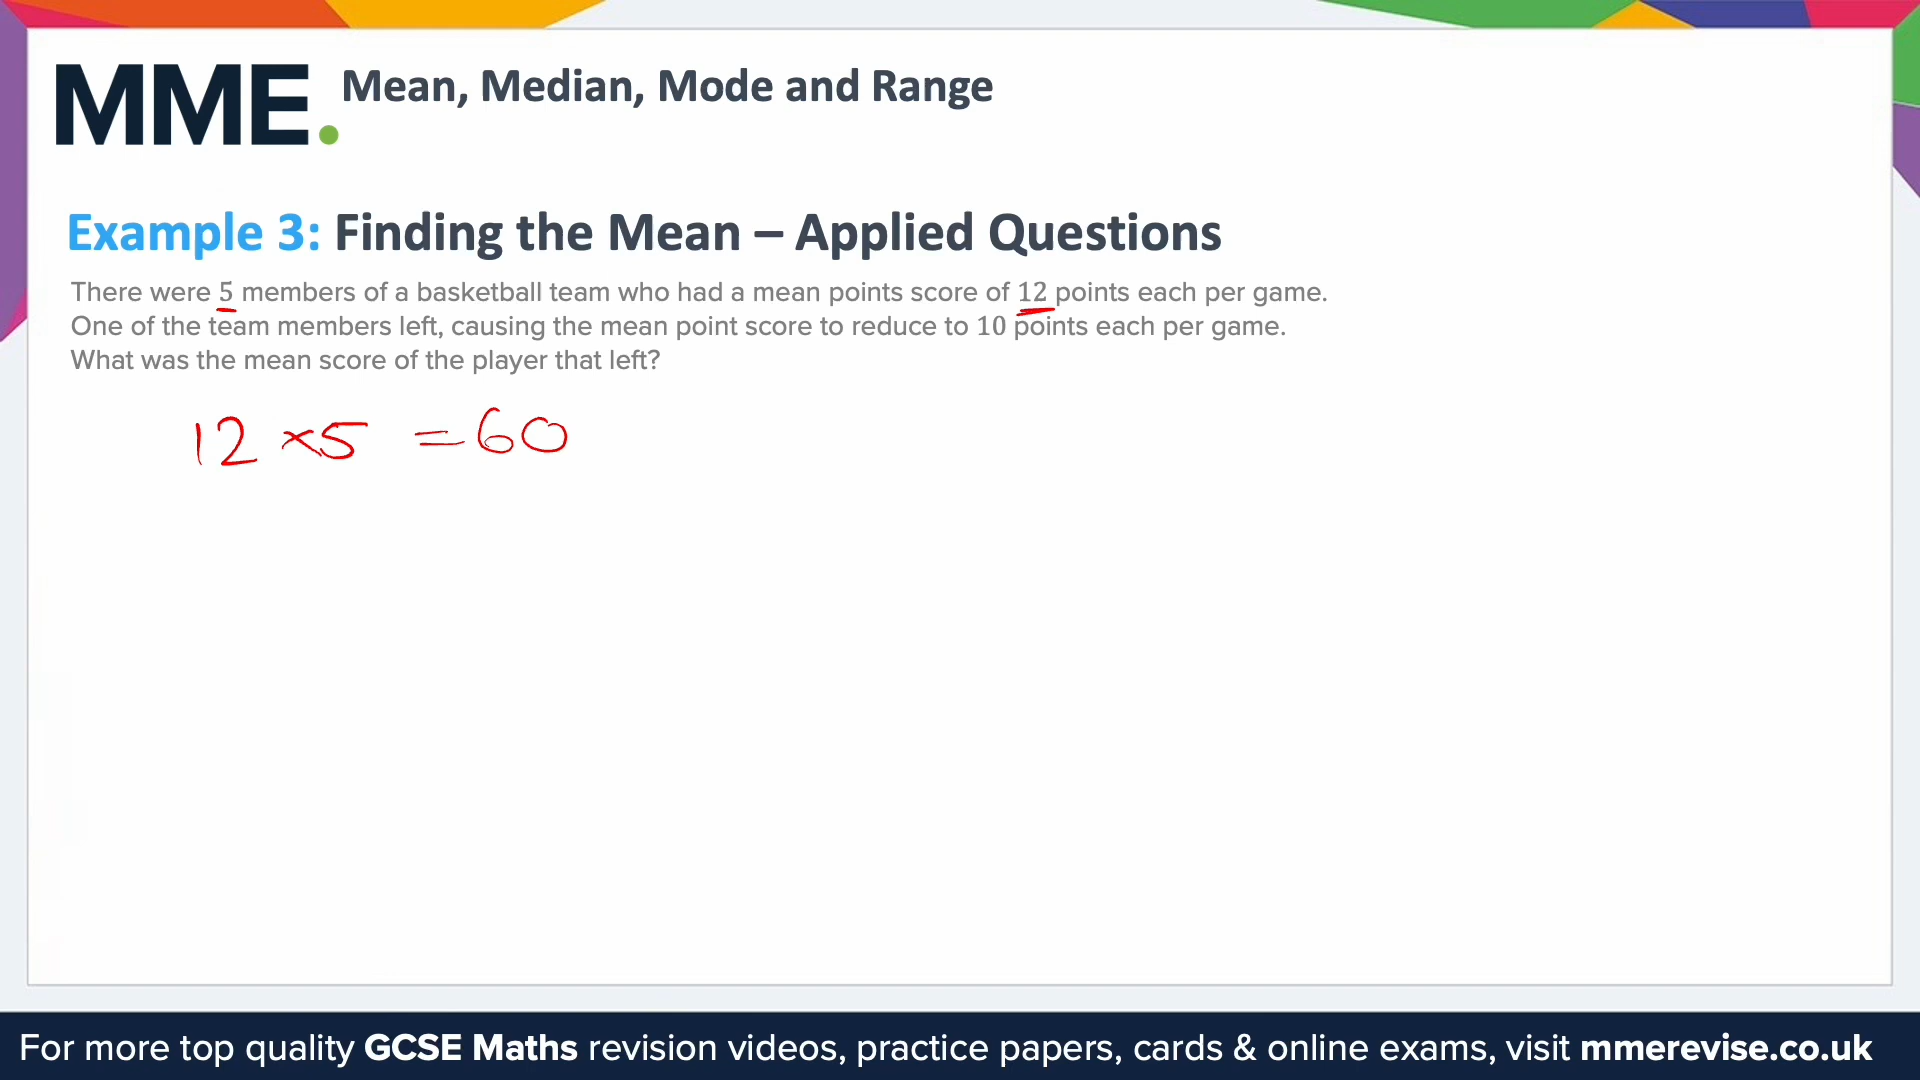 MME.
Mean, Median, Mode and Range
Example 3: Finding the Mean – Applied Questions
There were 5 members of a basketball team who had a mean points score of 12 points each per game.
One of the team members left, causing the mean point score to reduce to 10 points each per game.
What was the mean score of the player that left?
12 × 5 = 60
For more top quality GCSE Maths revision videos, practice papers, cards & online exams, visit mmerevise.co.uk